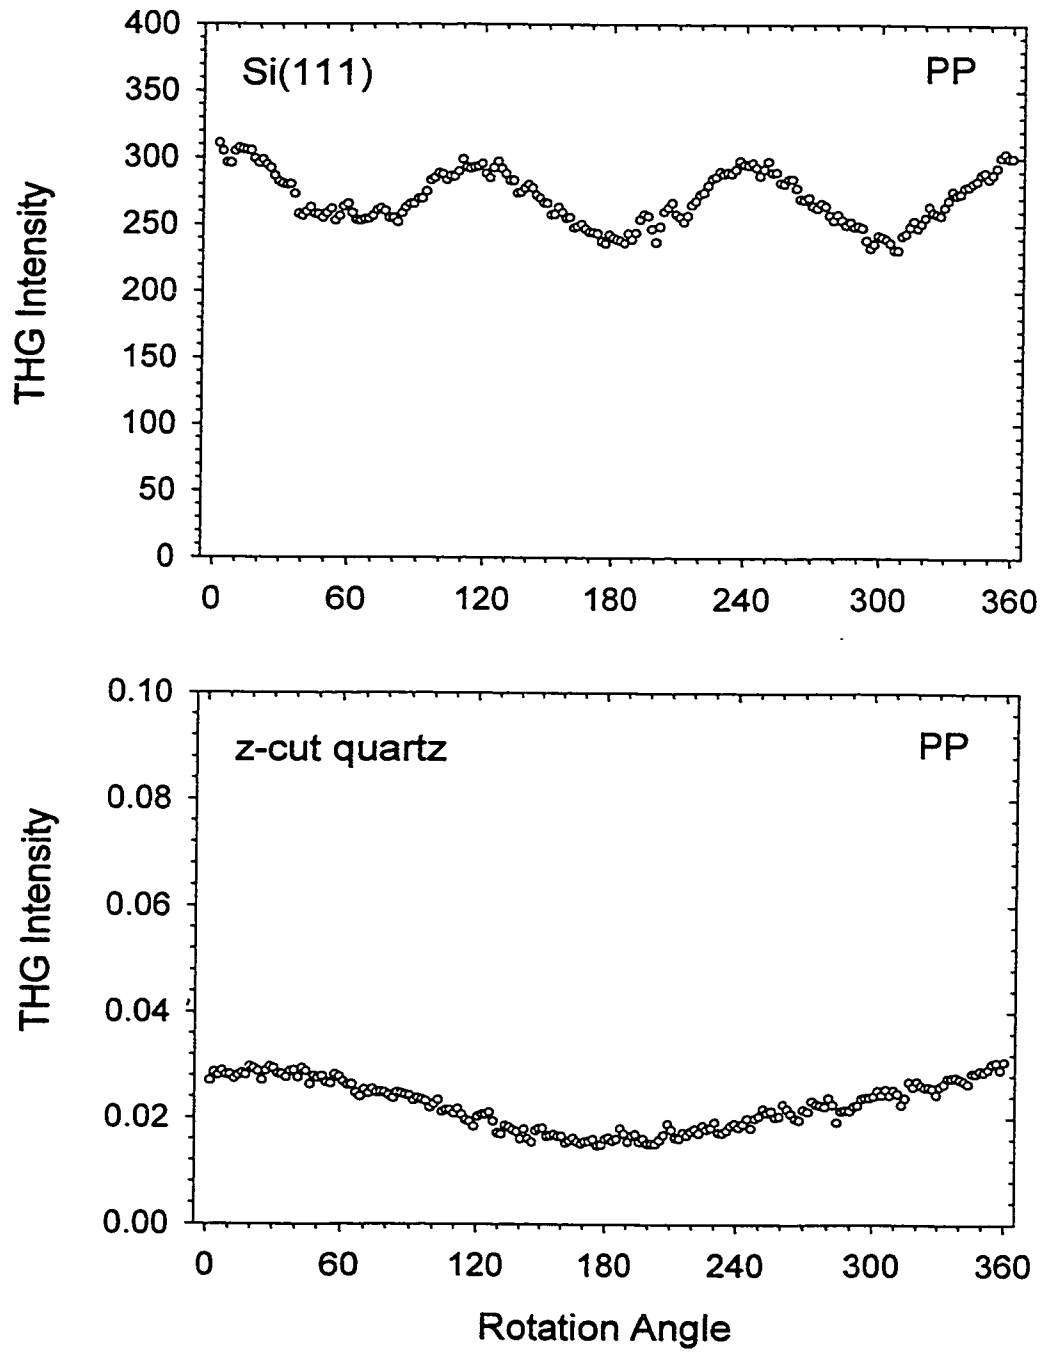 400
350
300
250
200
150
100
50
0
Si(111) PP
THG Intensity
0 60 120 180 240 300 360
0.10
0.08
0.06
0.04
0.02
0.00
z-cut quartz PP
THG Intensity
0 60 120 180 240 300 360
Rotation Angle